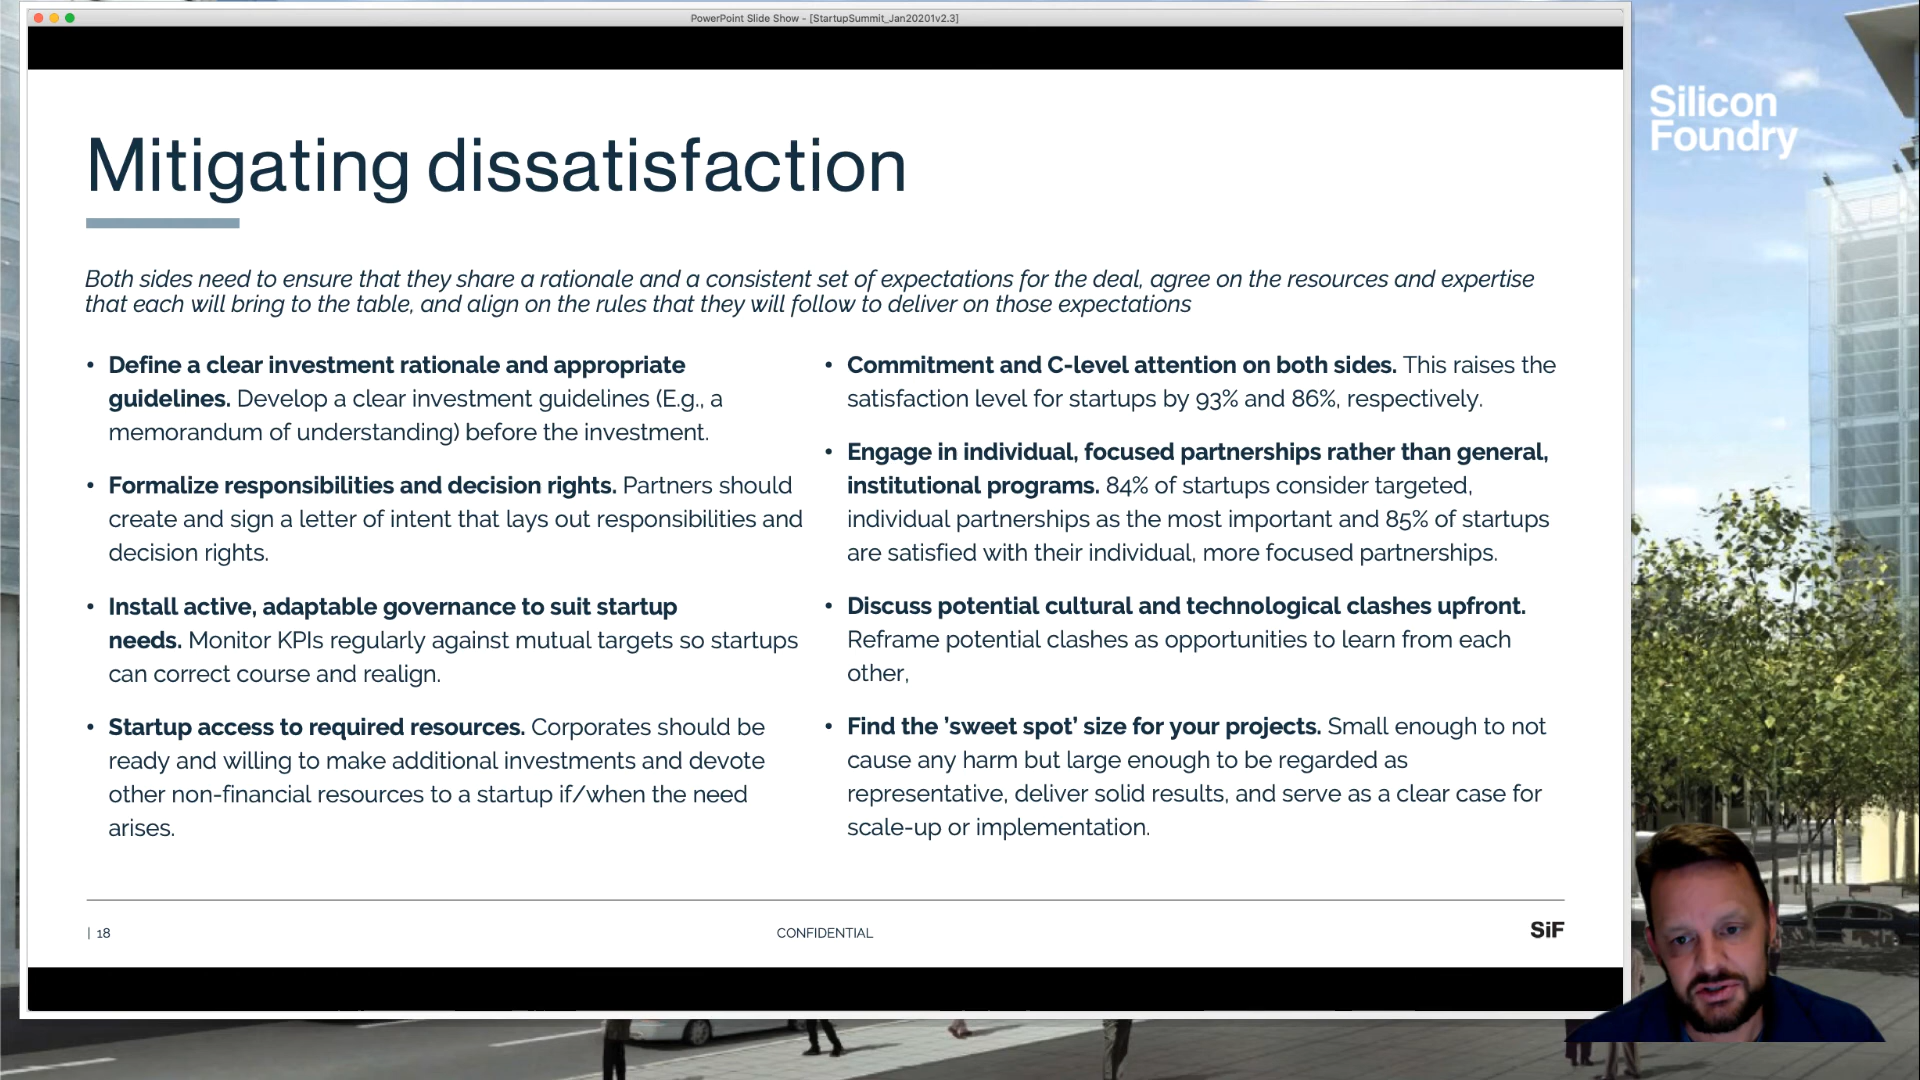 PowerPoint Slide Show - [StartupSummit_Jan20201v2.3]
Silicon
Foundry
Mitigating dissatisfaction
Both sides need to ensure that they share a rationale and a consistent set of expectations for the deal, agree on the resources and expertise
that each will bring to the table, and align on the rules that they will follow to deliver on those expectations
• Define a clear investment rationale and appropriate
guidelines. Develop a clear investment guidelines (E.g., a
memorandum of understanding) before the investment.
• Formalize responsibilities and decision rights. Partners should
create and sign a letter of intent that lays out responsibilities and
decision rights.
• Install active, adaptable governance to suit startup
needs. Monitor KPIs regularly against mutual targets so startups
can correct course and realign.
• Startup access to required resources. Corporates should be
ready and willing to make additional investments and devote
other non-financial resources to a startup if/when the need
arises.
• Commitment and C-level attention on both sides. This raises the
satisfaction level for startups by 93% and 86%, respectively.
• Engage in individual, focused partnerships rather than general,
institutional programs. 84% of startups consider targeted,
individual partnerships as the most important and 85% of startups
are satisfied with their individual, more focused partnerships.
• Discuss potential cultural and technological clashes upfront.
Reframe potential clashes as opportunities to learn from each
other,
• Find the ’sweet spot’ size for your projects. Small enough to not
cause any harm but large enough to be regarded as
representative, deliver solid results, and serve as a clear case for
scale-up or implementation.
| 18
CONFIDENTIAL
SiF